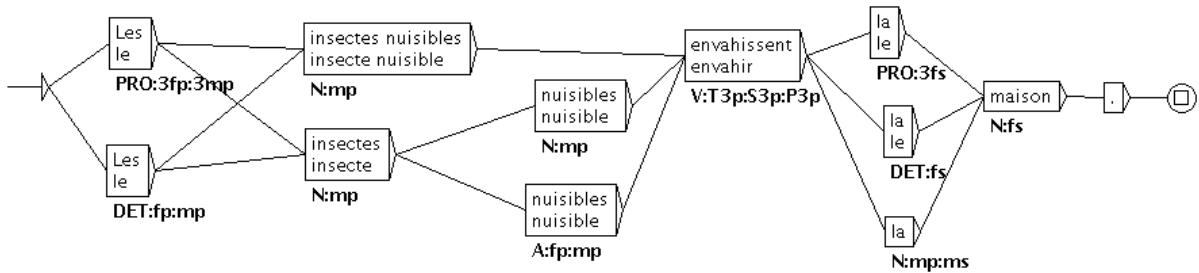 Les
le
PRO:3fp:3mp
Les
le
DET:fp:mp
insectes nuisibles
insecte nuisible
N:mp
insectes
insecte
N:mp
nuisibles
nuisible
N:mp
nuisibles
nuisible
A:fp:mp
envahissent
envahir
V:T3p:S3p:P3p
la
le
PRO:3fs
la
le
DET:fs
la
N:mp:ms
maison
N:fs
.